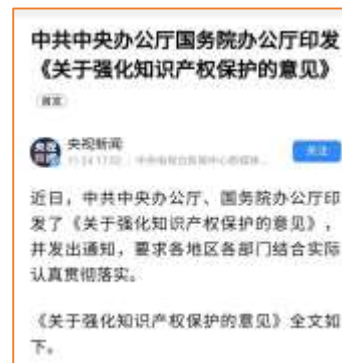 中共中央办公厅国务院办公厅印发
《关于强化知识产权保护的意见》
央视新闻
关注
近日，中共中央办公厅、国务院办公厅印
发了《关于强化知识产权保护的意见》，
并发出通知，要求各地区各部门结合实际
认真贯彻落实。
《关于强化知识产权保护的意见》全文如
下。